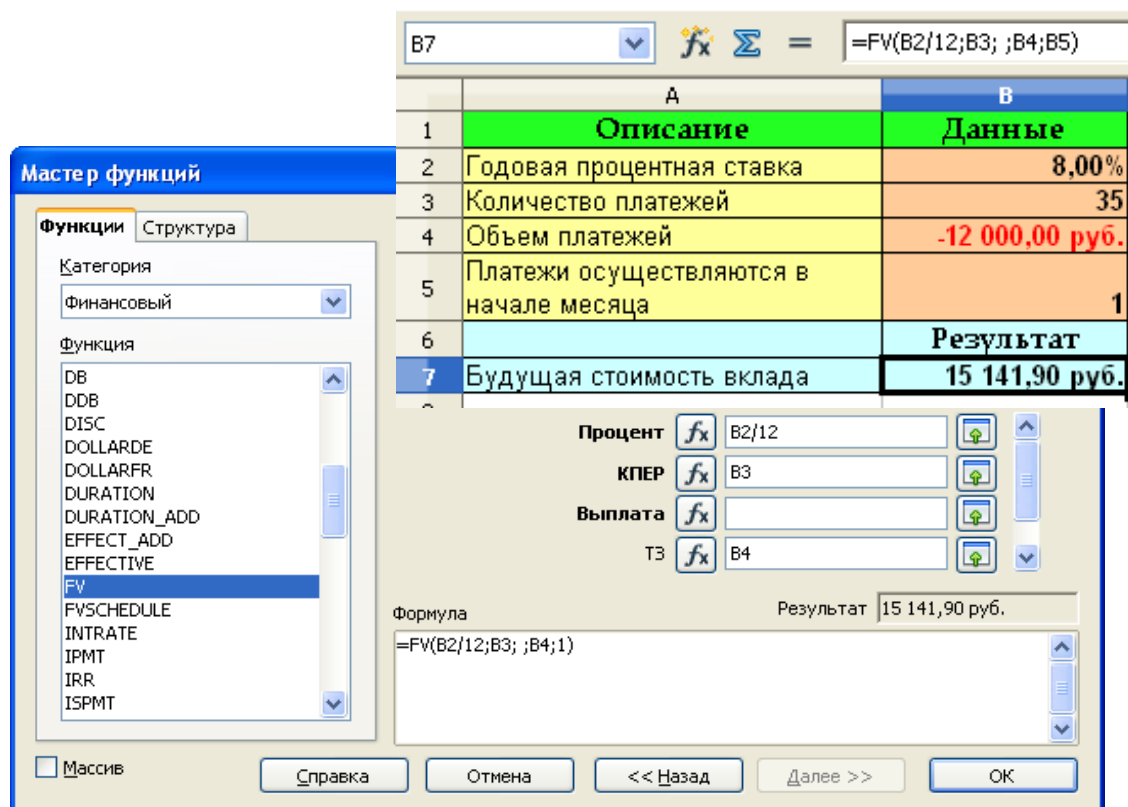 B7 =FV(B2/12;B3; ;B4;B5)
A B
1 Описание Данные
2 Годовая процентная ставка 8,00%
3 Количество платежей 35
4 Объем платежей -12 000,00 руб.
5 Платежи осуществляются в
начале месяца 1
6 Результат
7 Будущая стоимость вклада 15 141,90 руб.
Мастер функций
Функции Структура
Категория
Финансовый
Функция
DB
DDB
DISC
DOLLARDE
DOLLARFR
DURATION
DURATION_ADD
EFFECT_ADD
EFFECTIVE
FV
FVSCHEDULE
INTRATE
IPMT
IRR
ISPMT
Массив
Процент B2/12
КПЕР B3
Выплата
ТЗ B4
Формула Результат 15 141,90 руб.
=FV(B2/12;B3; ;B4;1)
Справка Отмена << Назад Далее >> ОК